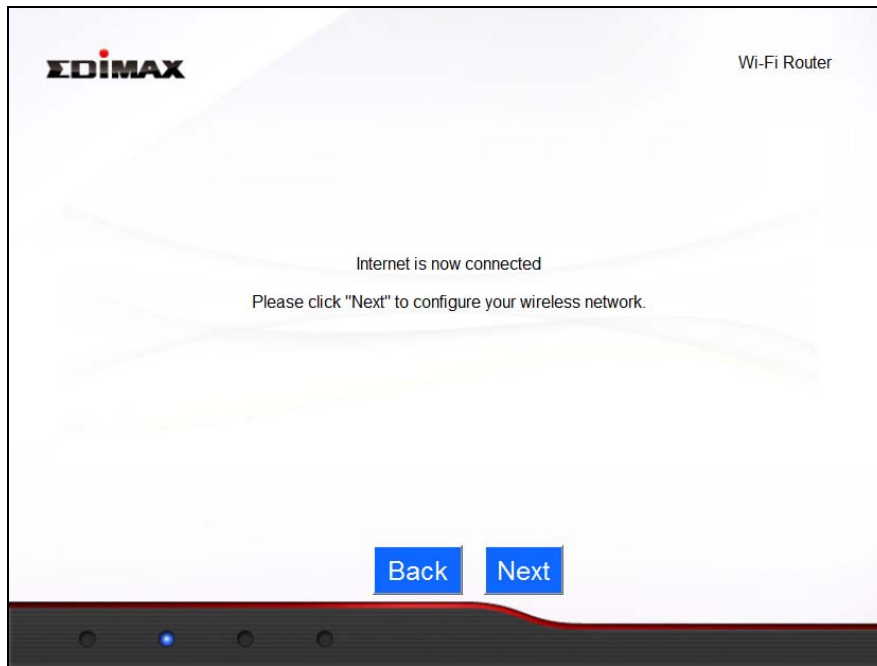 EDIMAX
Wi-Fi Router
Internet is now connected
Please click "Next" to configure your wireless network.
Back Next